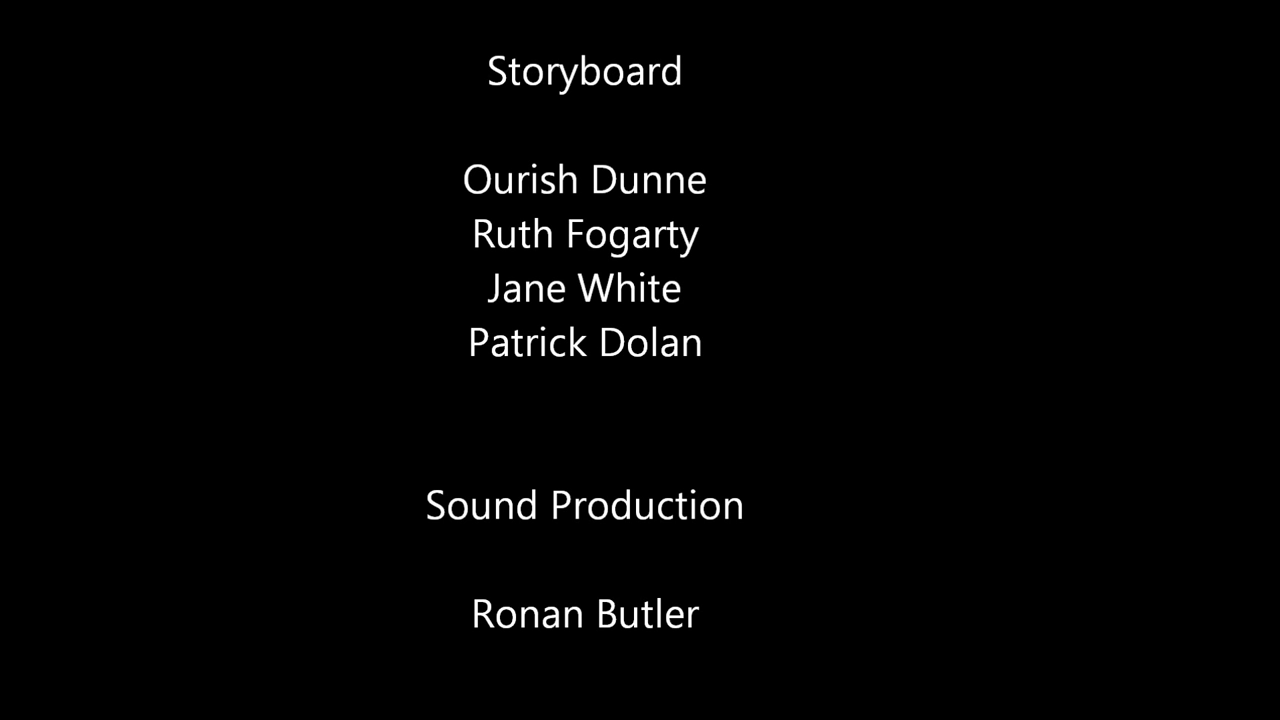 Storyboard
Ourish Dunne
Ruth Fogarty
Jane White
Patrick Dolan
Sound Production
Ronan Butler